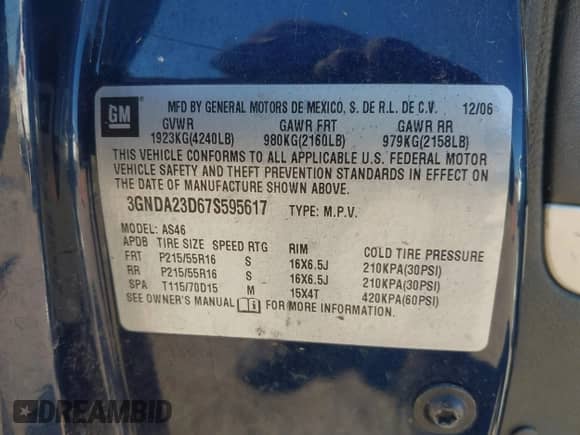 GM
MFD BY GENERAL MOTORS DE MEXICO, S. DE R.L. DE C.V. 12/06
GVWR GAWR FRT GAWR RR
1923KG(4240LB) 980KG(2160LB) 979KG(2158LB)
THIS VEHICLE CONFORMS TO ALL APPLICABLE U.S. FEDERAL MOTOR
VEHICLE SAFETY AND THEFT PREVENTION STANDARDS IN EFFECT ON
THE DATE OF MANUFACTURE SHOWN ABOVE.
3GNDA23D67S595617 TYPE: M.P.V.
MODEL: AS46
APDB TIRE SIZE SPEED RTG RIM COLD TIRE PRESSURE
FRT P215/55R16 S 16X6.5J 210KPA(30PSI)
RR P215/55R16 S 16X6.5J 210KPA(30PSI)
SPA T115/70D15 M 15X4T 420KPA(60PSI)
SEE OWNER'S MANUAL FOR MORE INFORMATION.
DREAMBID